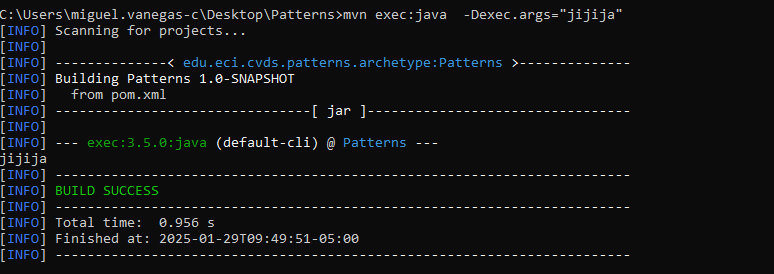 C:\Users\miguel.vanegas-c\Desktop\Patterns>mvn exec:java  -Dexec.args="jijija"
[INFO] Scanning for projects...
[INFO]
[INFO] --------------< edu.eci.cvds.patterns.archetype:Patterns >--------------
[INFO] Building Patterns 1.0-SNAPSHOT
[INFO]   from pom.xml
[INFO] --------------------------------[ jar ]---------------------------------
[INFO]
[INFO] --- exec:3.5.0:java (default-cli) @ Patterns ---
jijija
[INFO] ------------------------------------------------------------------------
[INFO] BUILD SUCCESS
[INFO] ------------------------------------------------------------------------
[INFO] Total time:  0.956 s
[INFO] Finished at: 2025-01-29T09:49:51-05:00
[INFO] ------------------------------------------------------------------------